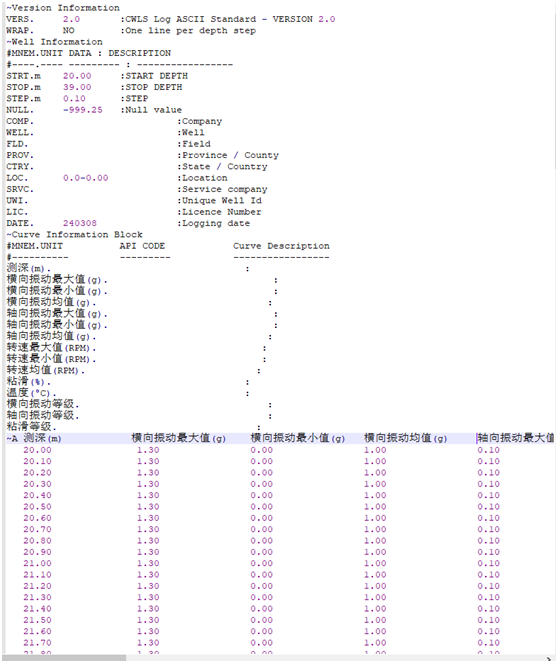 ~Version Information
VERS. 2.0 :CWLS Log ASCII Standard - VERSION 2.0
WRAP. NO :One line per depth step
~Well Information
#MNEM.UNIT DATA : DESCRIPTION
#----.---- --------- : -----------------
STRT.m 20.00 :START DEPTH
STOP.m 39.00 :STOP DEPTH
STEP.m 0.10 :STEP
NULL. -999.25 :Null value
COMP. :Company
WELL. :Well
FLD. :Field
PROV. :Province / County
CTRY. :State / Country
LOC. 0.0-0.00 :Location
SRVC. :Service company
UWI. :Unique Well Id
LIC. :Licence Number
DATE. 240308 :Logging date
~Curve Information Block
#MNEM.UNIT API CODE Curve Description
#---------- --------- -----------------
测深(m). :
横向振动最大值(g). :
横向振动最小值(g). :
横向振动均值(g). :
轴向振动最大值(g). :
轴向振动最小值(g). :
轴向振动均值(g). :
转速最大值(RPM). :
转速最小值(RPM). :
转速均值(RPM). :
粘滑(%). :
温度(°C). :
横向振动等级. :
轴向振动等级. :
粘滑等级. :
~A 测深(m) 横向振动最大值(g) 横向振动最小值(g) 横向振动均值(g) 轴向振动最大值
20.00 1.30 0.00 1.00 0.10
20.10 1.30 0.00 1.00 0.10
20.20 1.30 0.00 1.00 0.10
20.30 1.30 0.00 1.00 0.10
20.40 1.30 0.00 1.00 0.10
20.50 1.30 0.00 1.00 0.10
20.60 1.30 0.00 1.00 0.10
20.70 1.30 0.00 1.00 0.10
20.80 1.30 0.00 1.00 0.10
20.90 1.30 0.00 1.00 0.10
21.00 1.30 0.00 1.00 0.10
21.10 1.30 0.00 1.00 0.10
21.20 1.30 0.00 1.00 0.10
21.30 1.30 0.00 1.00 0.10
21.40 1.30 0.00 1.00 0.10
21.50 1.30 0.00 1.00 0.10
21.60 1.30 0.00 1.00 0.10
21.70 1.30 0.00 1.00 0.10